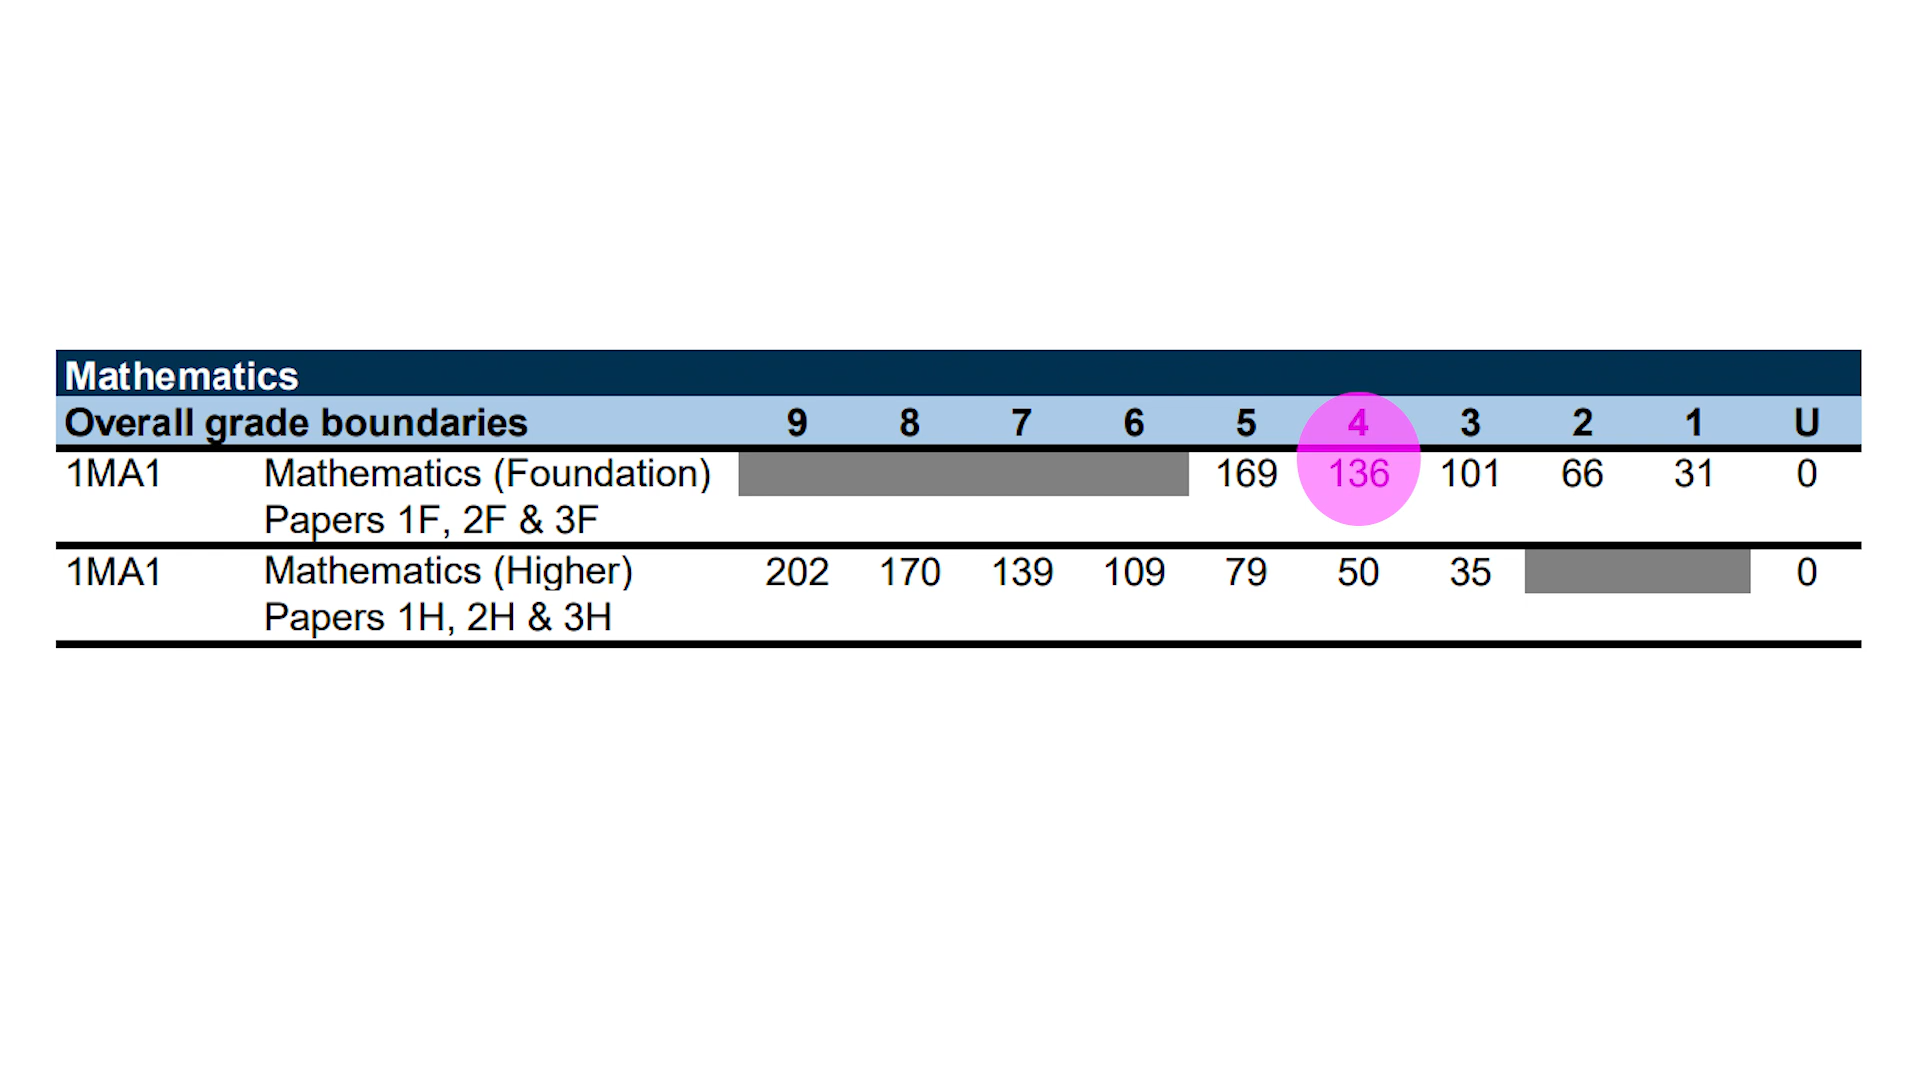 Mathematics
Overall grade boundaries 9 8 7 6 5 4 3 2 1 U
1MA1 Mathematics (Foundation) 169 136 101 66 31 0
Papers 1F, 2F & 3F
1MA1 Mathematics (Higher) 202 170 139 109 79 50 35 0
Papers 1H, 2H & 3H